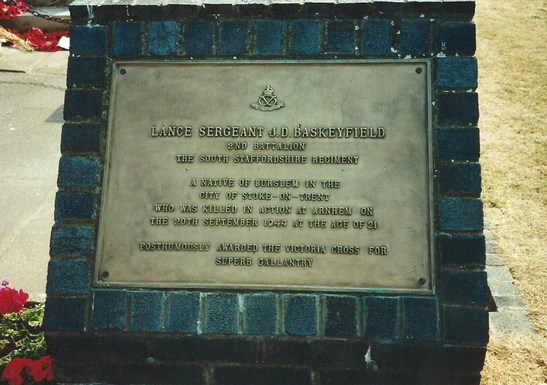 LANCE SERGEANT J.D. BASKEYFIELD
2ND BATTALION
THE SOUTH STAFFORDSHIRE REGIMENT
A NATIVE OF BURSLEM IN THE
CITY OF STOKE-ON-TRENT
WHO WAS KILLED IN ACTION AT ARNHEM ON
THE 20TH SEPTEMBER 1944 AT THE AGE OF 21
POSTHUMOUSLY AWARDED THE VICTORIA CROSS FOR
SUPERB GALLANTRY